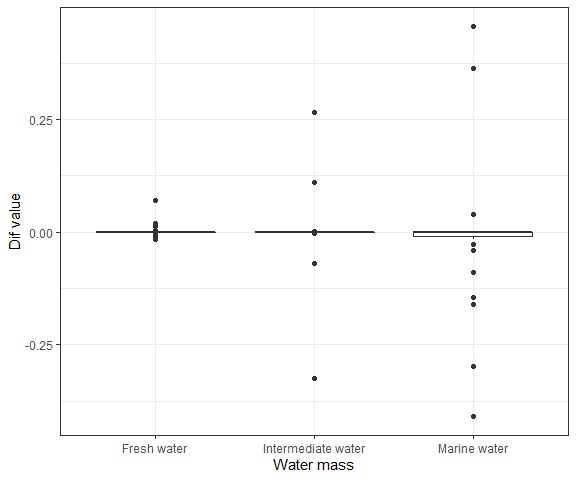 Dif value
0.25
0.00
-0.25
Fresh water
Intermediate water
Marine water
Water mass